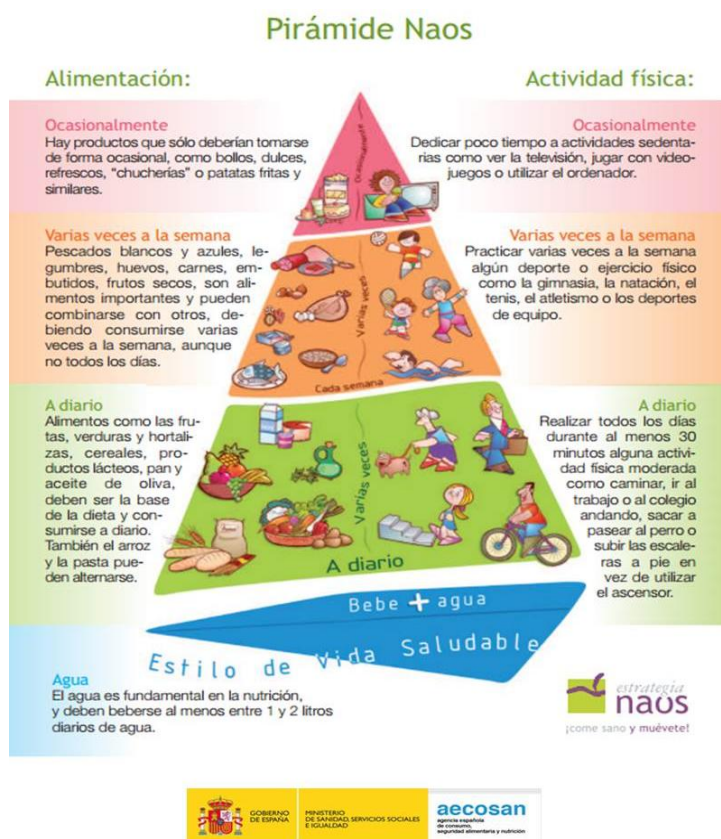 Pirámide Naos
Alimentación:
Actividad física:
Ocasionalmente
Hay productos que sólo deberían tomarse
de forma ocasional, como bollos, dulces,
refrescos, “chucherías” o patatas fritas y
similares.
Ocasionalmente
Ocasionalmente
Dedicar poco tiempo a actividades sedenta-
rias como ver la televisión, jugar con video-
juegos o utilizar el ordenador.
Varias veces a la semana
Pescados blancos y azules, le-
gumbres, huevos, carnes, em-
butidos, frutos secos, son ali-
mentos importantes y pueden
combinarse con otros, de-
biendo consumirse varias
veces a la semana, aunque
no todos los días.
Varias veces
Cada semana
Varias veces a la semana
Practicar varias veces a la semana
algún deporte o ejercicio físico
como la gimnasia, la natación, el
tenis, el atletismo o los deportes
de equipo.
A diario
Alimentos como las fru-
tas, verduras y hortali-
zas, cereales, pro-
ductos lácteos, pan y
aceite de oliva,
deben ser la base
de la dieta y con-
sumirse a diario.
También el arroz
y la pasta pue-
den alternarse.
Varias veces
A diario
A diario
Realizar todos los días
durante al menos 30
minutos alguna activi-
dad física moderada
como caminar, ir al
trabajo o al colegio
andando, sacar a
pasear al perro o
subir las escale-
ras a pie en
vez de utilizar
el ascensor.
Bebe + agua
Estilo de Vida Saludable
Agua
El agua es fundamental en la nutrición,
y deben beberse al menos entre 1 y 2 litros
diarios de agua.
estrategia
naos
¡come sano y muévete!
GOBIERNO
DE ESPAÑA
MINISTERIO
DE SANIDAD, SERVICIOS SOCIALES
E IGUALDAD
aecosan
agencia española
de consumo,
seguridad alimentaria y nutrición